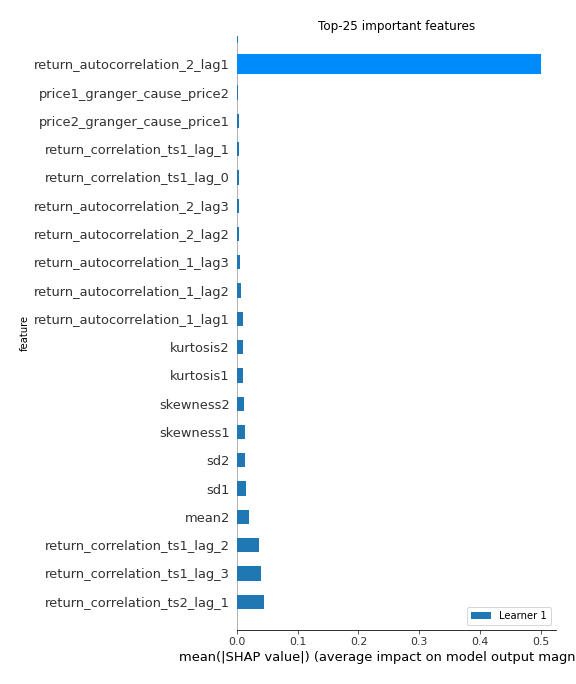 Top-25 important features
return_autocorrelation_2_lag1
price1_granger_cause_price2
price2_granger_cause_price1
return_correlation_ts1_lag_1
return_correlation_ts1_lag_0
return_autocorrelation_2_lag3
return_autocorrelation_2_lag2
return_autocorrelation_1_lag3
return_autocorrelation_1_lag2
return_autocorrelation_1_lag1
kurtosis2
kurtosis1
skewness2
skewness1
sd2
sd1
mean2
return_correlation_ts1_lag_2
return_correlation_ts1_lag_3
return_correlation_ts2_lag_1
feature
Learner 1
0.0 0.1 0.2 0.3 0.4 0.5
mean(|SHAP value|) (average impact on model output magn